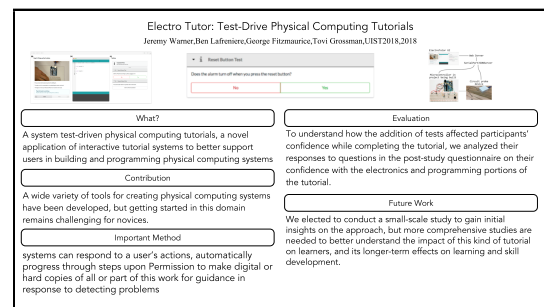 Electro Tutor: Test-Drive Physical Computing Tutorials
Jeremy Warner,Ben Lafreniere,George Fitzmaurice,Tovi Grossman,UIST2018,2018
Reset Button Test
Does the alarm turn off when you press the reset button?
No
Yes
What?
A system test-driven physical computing tutorials, a novel
application of interactive tutorial systems to better support
users in building and programming physical computing systems
Contribution
A wide variety of tools for creating physical computing systems
have been developed, but getting started in this domain
remains challenging for novices.
Important Method
systems can respond to a user's actions, automatically
progress through steps upon Permission to make digital or
hard copies of all or part of this work for guidance in
response to detecting problems
Evaluation
To understand how the addition of tests affected participants'
confidence while completing the tutorial, we analyzed their
responses to questions in the post-study questionnaire on their
confidence with the electronics and programming portions of
the tutorial.
Future Work
We elected to conduct a small-scale study to gain initial
insights on the approach, but more comprehensive studies are
needed to better understand the impact of this kind of tutorial
on learners, and its longer-term effects on learning and skill
development.